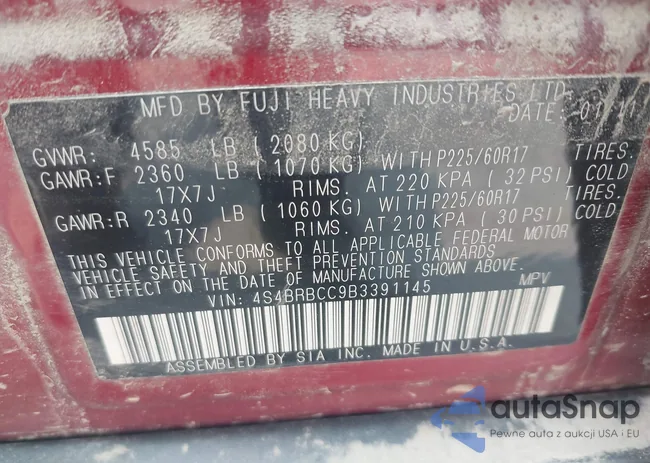 MFD BY FUJI HEAVY INDUSTRIES LTD.
DATE: 01/11
GVWR: 4585 LB (2080 KG)
GAWR:F 2360 LB (1070 KG) WITH P225/60R17 TIRES.
17X7J RIMS. AT 220 KPA (32 PSI) COLD
GAWR:R 2340 LB (1060 KG) WITH P225/60R17 TIRES.
17X7J RIMS. AT 210 KPA (30 PSI) COLD
THIS VEHICLE CONFORMS TO ALL APPLICABLE FEDERAL MOTOR
VEHICLE SAFETY AND THEFT PREVENTION STANDARDS
IN EFFECT ON THE DATE OF MANUFACTURE SHOWN ABOVE.
VIN: 4S4BRBCC9B3391145 MPV
ASSEMBLED BY SIA INC. MADE IN U.S.A.
autaSnap
Pewne auta z aukcji USA i EU